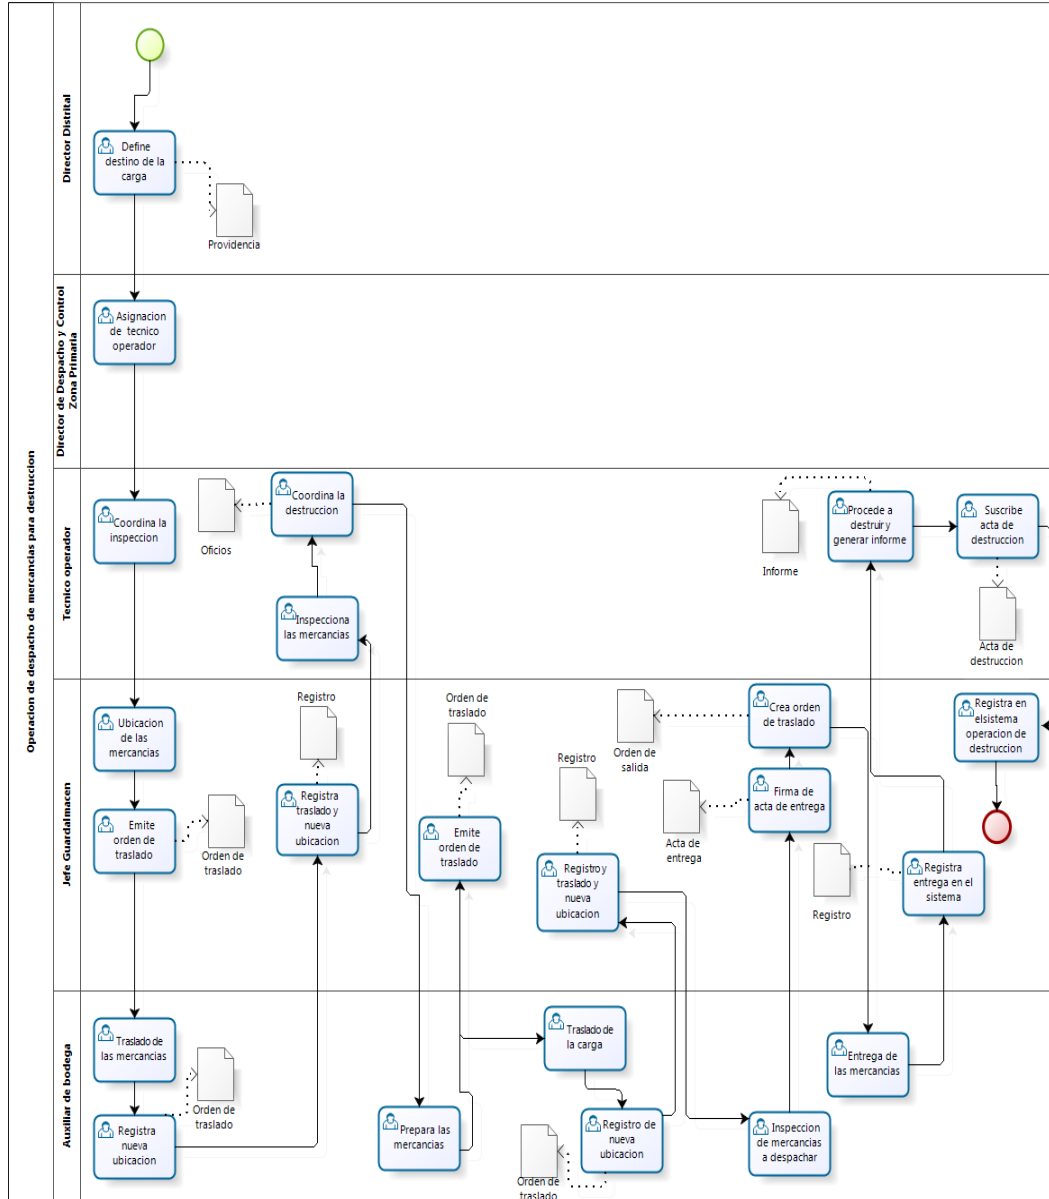 Operacion de despacho de mercancias para destruccion
Director Distrital
Define
destino de la
carga
Providencia
Director de Despacho y Control
Zona Primaria
Asignacion
de tecnico
operador
Tecnico operador
Coordina la
inspeccion
Oficios
Coordina la
destruccion
Inspecciona
las mercancias
Informe
Procede a
destruir y
generar informe
Suscribe
acta de
destruccion
Acta de
destruccion
Jefe Guardalmacen
Ubicacion
de las
mercancias
Emite
orden de
traslado
Orden de
traslado
Registro
Registra
traslado y nueva
ubicacion
Orden de
traslado
Emite
orden de
traslado
Registro
Registro y
traslado y
nueva
ubicacion
Orden de
salida
Crea orden
de traslado
Acta de
entrega
Firma de
acta de entrega
Registro
Registra
entrega en el
sistema
Registra en
elsistema
operacion de
destruccion
Auxiliar de bodega
Traslado de
las mercancias
Orden de
traslado
Registra
nueva
ubicacion
Prepara las
mercancias
Traslado de
la carga
Registro de
nueva
ubicacion
Orden de
traslado
Inspeccion
de mercancias
a despachar
Entrega de
las mercancias